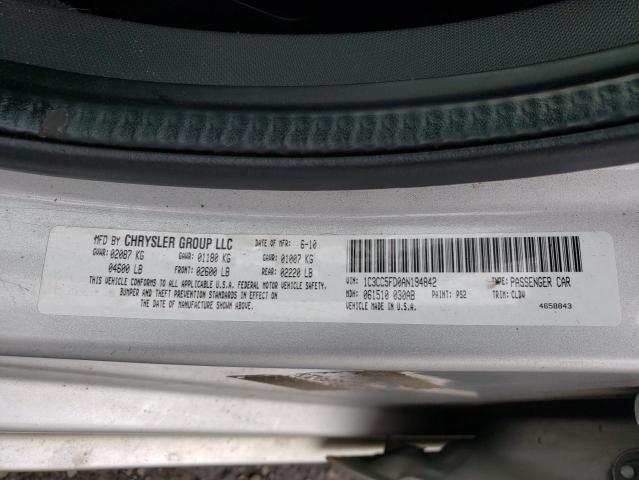 MFD BY CHRYSLER GROUP LLC DATE OF MFR: 6-10
GVWR: 02087 KG GAWR: 01180 KG GAWR: 01007 KG
04600 LB FRONT: 02600 LB REAR: 02220 LB
THIS VEHICLE CONFORMS TO ALL APPLICABLE U.S.A. FEDERAL MOTOR VEHICLE SAFETY,
BUMPER AND THEFT PREVENTION STANDARDS IN EFFECT ON
THE DATE OF MANUFACTURE SHOWN ABOVE.
VIN: 1C3CC5FD0AN194842 TYPE: PASSENGER CAR
MDH: 061510 030AB PAINT: PS2 TRIM: CLDV
MADE IN U.S.A. 4658843